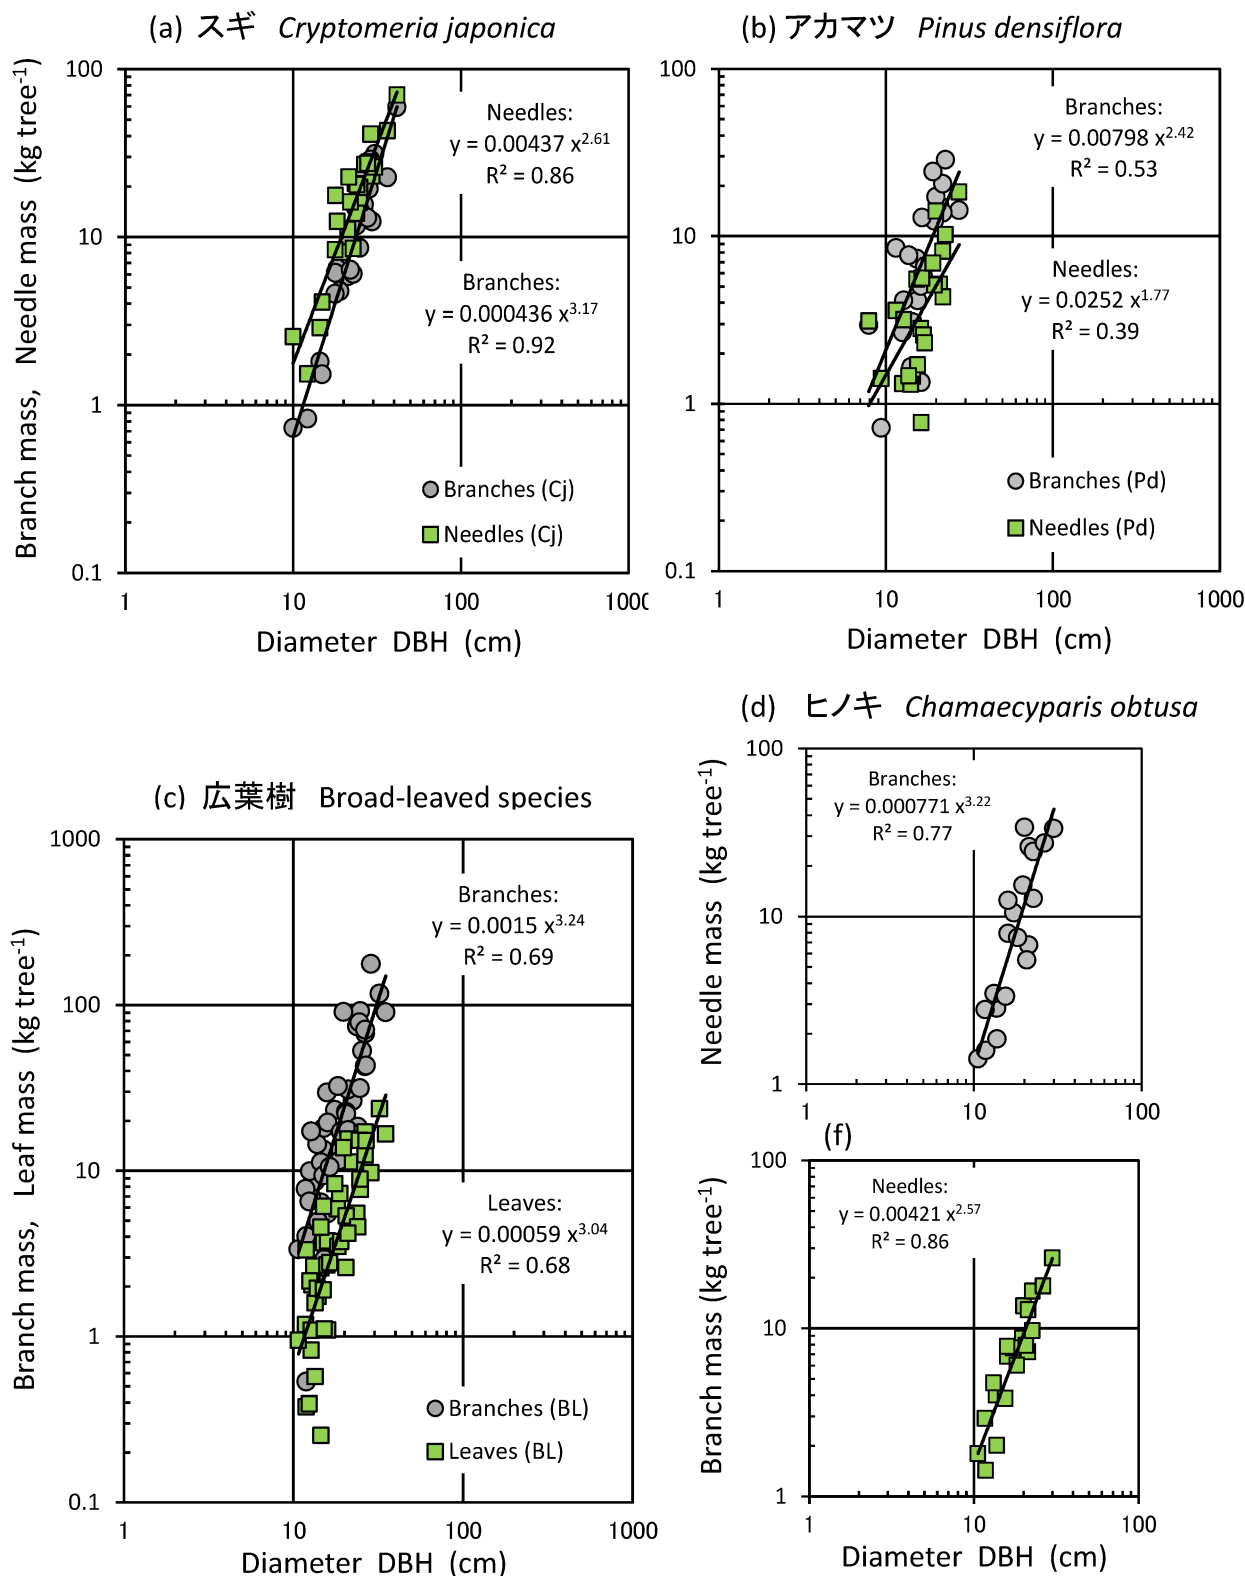 (a) スギ Cryptomeria japonica
Branch mass, Needle mass (kg tree-1)
100
10
1
0.1
Needles:
y = 0.00437 x2.61
R² = 0.86
Branches:
y = 0.000436 x3.17
R² = 0.92
Branches (Cj)
Needles (Cj)
1 10 100 1000
Diameter DBH (cm)
(b) アカマツ Pinus densiflora
100
10
1
0.1
Branches:
y = 0.00798 x2.42
R² = 0.53
Needles:
y = 0.0252 x1.77
R² = 0.39
Branches (Pd)
Needles (Pd)
1 10 100 1000
Diameter DBH (cm)
(c) 広葉樹 Broad-leaved species
Branch mass, Leaf mass (kg tree-1)
1000
100
10
1
0.1
Branches:
y = 0.0015 x3.24
R² = 0.69
Leaves:
y = 0.00059 x3.04
R² = 0.68
Branches (BL)
Leaves (BL)
1 10 100 1000
Diameter DBH (cm)
(d) ヒノキ Chamaecyparis obtusa
Needle mass (kg tree-1)
100
10
1
Branches:
y = 0.000771 x3.22
R² = 0.77
1 10 100
(f)
Branch mass (kg tree-1)
100
10
1
Needles:
y = 0.00421 x2.57
R² = 0.86
1 10 100
Diameter DBH (cm)